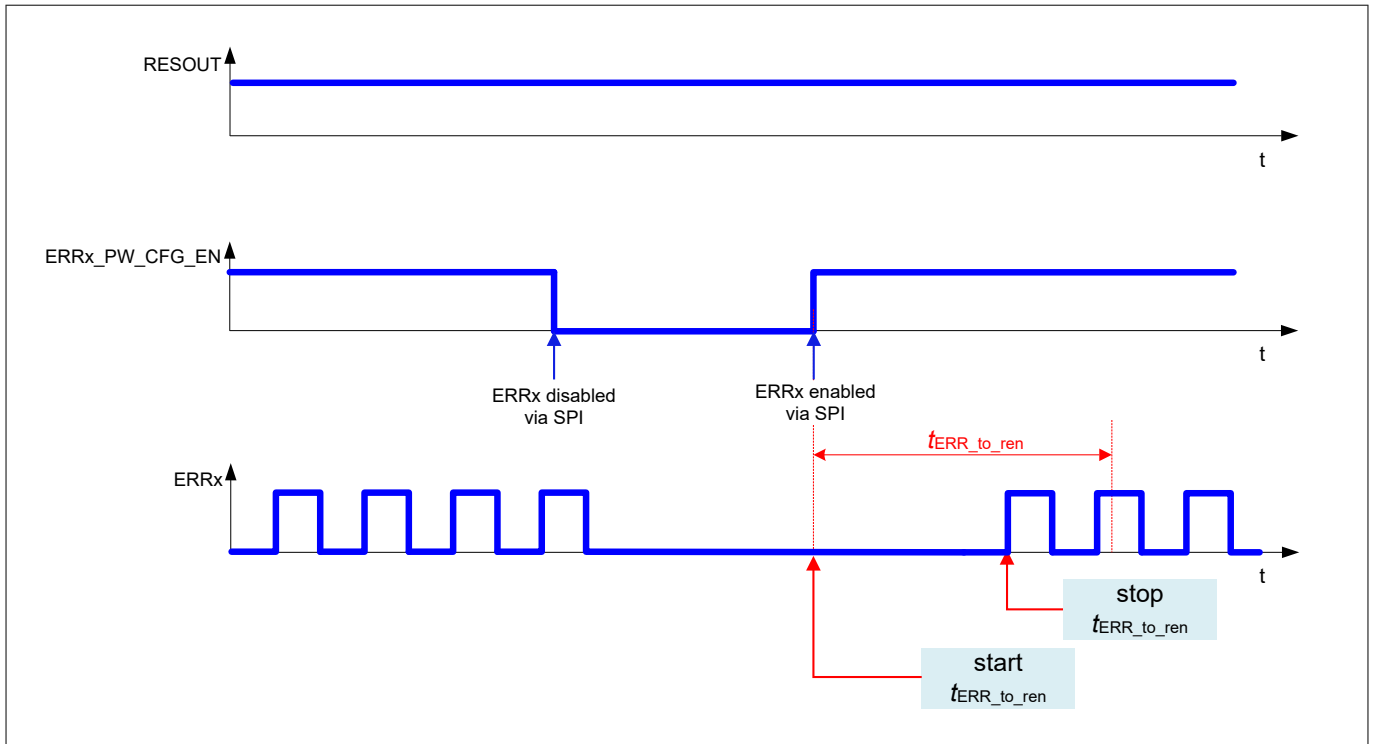 RESOUT
t
ERRx_PW_CFG_EN
t
ERRx disabled
via SPI
ERRx enabled
via SPI
tERR_to_ren
ERRx
t
stop
tERR_to_ren
start
tERR_to_ren